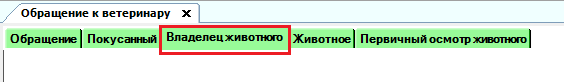 Обращение к ветеринару x
Обращение Покусанный Владелец животного Животное Первичный осмотр животного